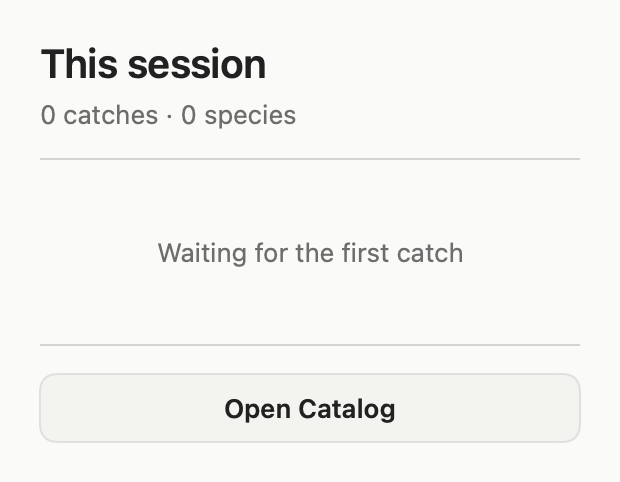 This session
0 catches · 0 species
Waiting for the first catch
Open Catalog